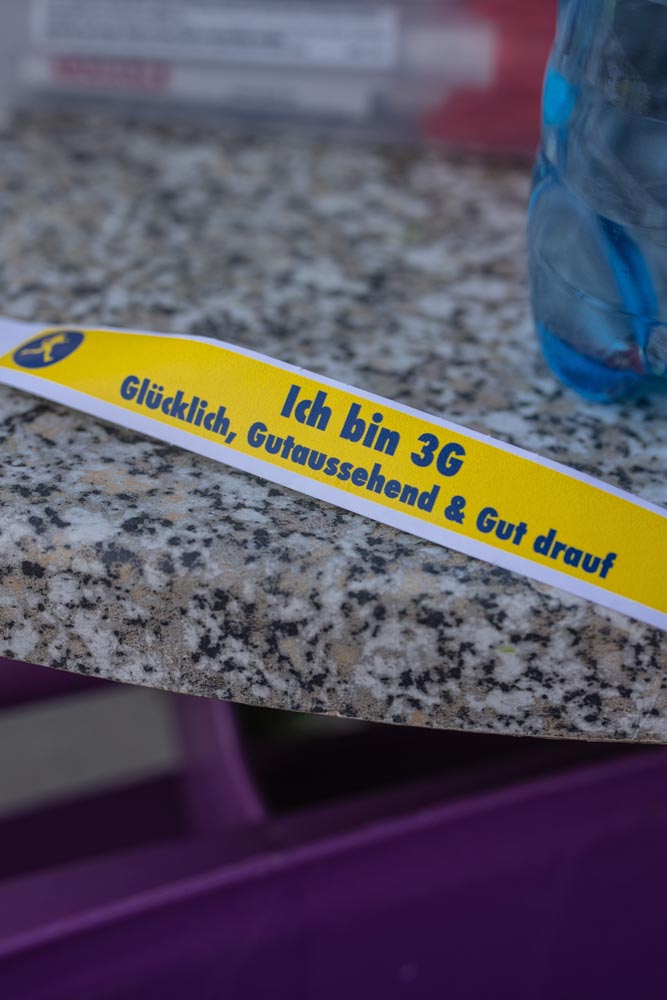 Ich bin 3G
Glücklich, Gutaussehend & Gut drauf